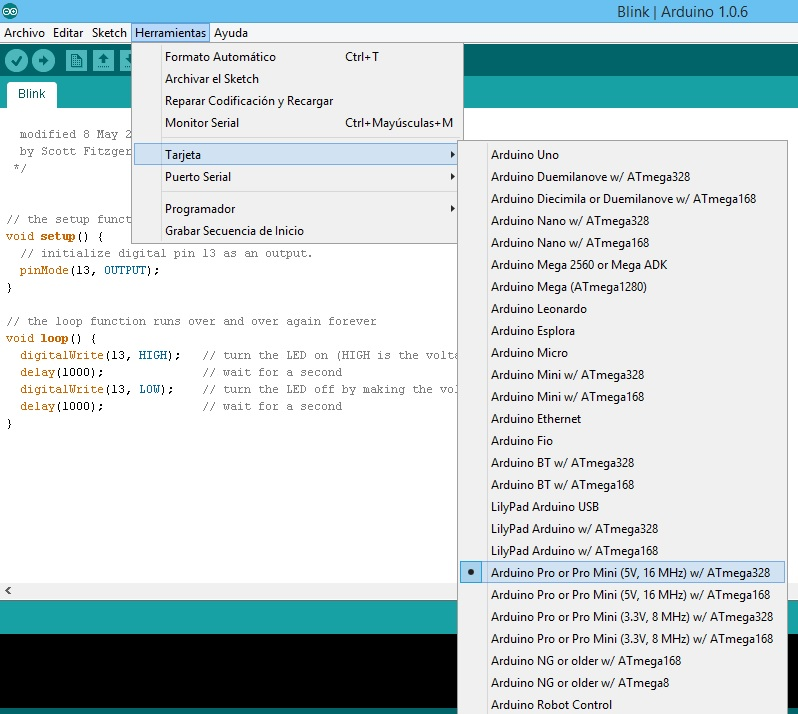 Blink | Arduino 1.0.6
Archivo Editar Sketch Herramientas Ayuda
Blink
Formato Automático Ctrl+T
Archivar el Sketch
Reparar Codificación y Recargar
Monitor Serial Ctrl+Mayúsculas+M
Tarjeta
Puerto Serial
Programador
Grabar Secuencia de Inicio
modified 8 May 2
by Scott Fitzger
*/
// the setup funct
void setup() {
// initialize digital pin 13 as an output.
pinMode(13, OUTPUT);
}
// the loop function runs over and over again forever
void loop() {
digitalWrite(13, HIGH); // turn the LED on (HIGH is the volta
delay(1000); // wait for a second
digitalWrite(13, LOW); // turn the LED off by making the vol
delay(1000); // wait for a second
}
Arduino Uno
Arduino Duemilanove w/ ATmega328
Arduino Diecimila or Duemilanove w/ ATmega168
Arduino Nano w/ ATmega328
Arduino Nano w/ ATmega168
Arduino Mega 2560 or Mega ADK
Arduino Mega (ATmega1280)
Arduino Leonardo
Arduino Esplora
Arduino Micro
Arduino Mini w/ ATmega328
Arduino Mini w/ ATmega168
Arduino Ethernet
Arduino Fio
Arduino BT w/ ATmega328
Arduino BT w/ ATmega168
LilyPad Arduino USB
LilyPad Arduino w/ ATmega328
LilyPad Arduino w/ ATmega168
Arduino Pro or Pro Mini (5V, 16 MHz) w/ ATmega328
Arduino Pro or Pro Mini (5V, 16 MHz) w/ ATmega168
Arduino Pro or Pro Mini (3.3V, 8 MHz) w/ ATmega328
Arduino Pro or Pro Mini (3.3V, 8 MHz) w/ ATmega168
Arduino NG or older w/ ATmega168
Arduino NG or older w/ ATmega8
Arduino Robot Control